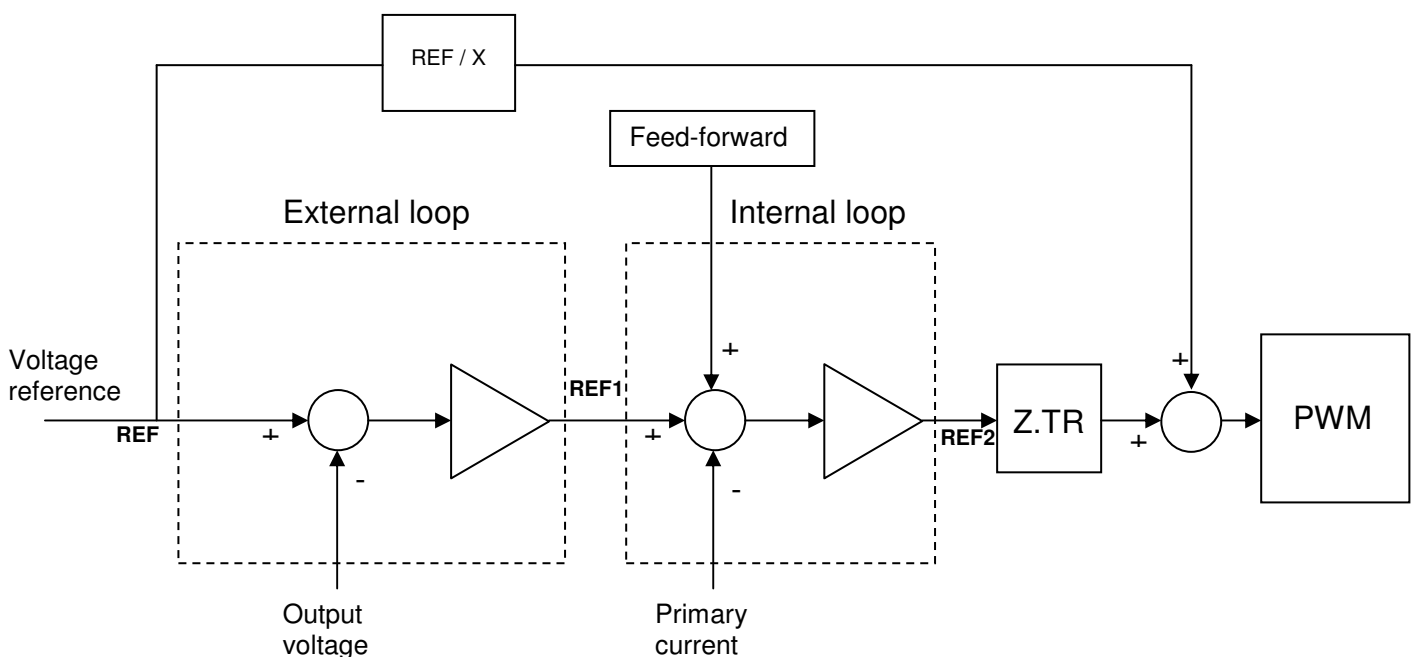 REF / X
Feed-forward
External loop
Internal loop
Voltage
reference
REF
+
-
REF1
+
+
-
REF2
Z.TR
+
+
PWM
Output
voltage
Primary
current